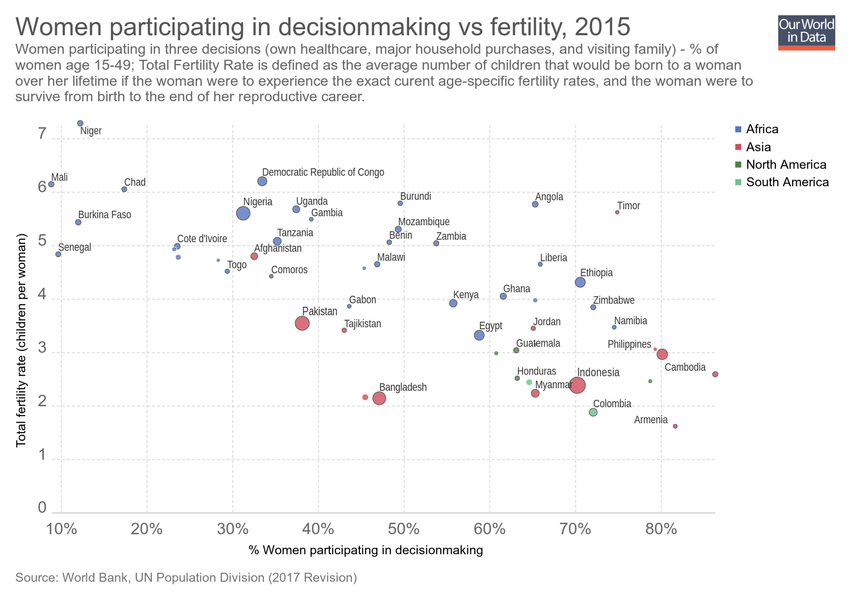 Women participating in decisionmaking vs fertility, 2015
Our World
in Data
Women participating in three decisions (own healthcare, major household purchases, and visiting family) - % of
women age 15-49; Total Fertility Rate is defined as the average number of children that would be born to a woman
over her lifetime if the woman were to experience the exact curent age-specific fertility rates, and the woman were to
survive from birth to the end of her reproductive career.
Africa
Asia
North America
South America
Total fertility rate (children per woman)
7
6
5
4
3
2
1
0
Niger
Mali
Chad
Democratic Republic of Congo
Burkina Faso
Nigeria
Uganda
Gambia
Burundi
Angola
Timor
Senegal
Cote d'Ivoire
Tanzania
Mozambique
Benin
Zambia
Afghanistan
Togo
Comoros
Malawi
Liberia
Ethiopia
Gabon
Kenya
Ghana
Zimbabwe
Pakistan
Tajikistan
Egypt
Jordan
Namibia
Guatemala
Philippines
Honduras
Indonesia
Cambodia
Bangladesh
Myanmar
Colombia
Armenia
10%
20%
30%
40%
50%
60%
70%
80%
% Women participating in decisionmaking
Source: World Bank, UN Population Division (2017 Revision)